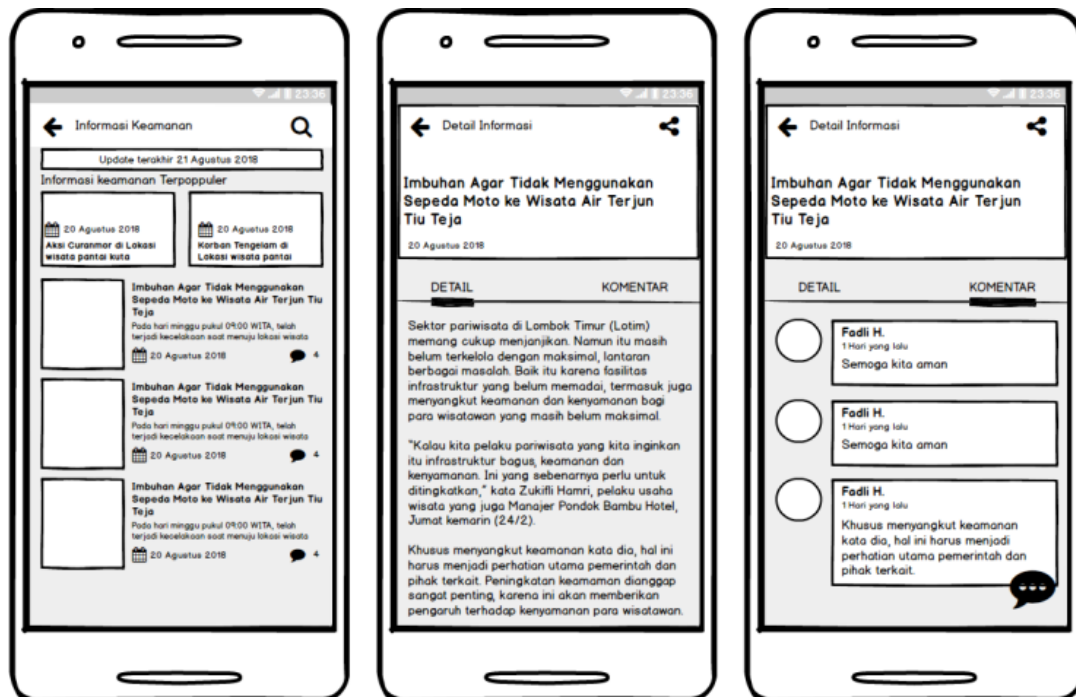 23:36
Informasi Keamanan
Update terakhir 21 Agustus 2018
Informasi keamanan Terpoppuler
20 Agustus 2018
Aksi Curanmor di Lokasi
wisata pantai kuta
20 Agustus 2018
Korban Tengelam di
Lokasi wisata pantai
Imbuhan Agar Tidak Menggunakan
Sepeda Moto ke Wisata Air Terjun Tiu
Teja
Pada hari minggu pukul 09:00 WITA, telah
terjadi kecelakaan saat menuju lokasi wisata
20 Agustus 2018 4
Imbuhan Agar Tidak Menggunakan
Sepeda Moto ke Wisata Air Terjun Tiu
Teja
Pada hari minggu pukul 09:00 WITA, telah
terjadi kecelakaan saat menuju lokasi wisata
20 Agustus 2018 4
Imbuhan Agar Tidak Menggunakan
Sepeda Moto ke Wisata Air Terjun Tiu
Teja
Pada hari minggu pukul 09:00 WITA, telah
terjadi kecelakaan saat menuju lokasi wisata
20 Agustus 2018 4
23:36
Detail Informasi
Imbuhan Agar Tidak Menggunakan
Sepeda Moto ke Wisata Air Terjun
Tiu Teja
20 Agustus 2018
DETAIL KOMENTAR
Sektor pariwisata di Lombok Timur (Lotim)
memang cukup menjanjikan. Namun itu masih
belum terkelola dengan maksimal, lantaran
berbagai masalah. Baik itu karena fasilitas
infrastruktur yang belum memadai, termasuk juga
menyangkut keamanan dan kenyamanan bagi
para wisatawan yang masih belum maksimal.
"Kalau kita pelaku pariwisata yang kita inginkan
itu infrastruktur bagus, keamanan dan
kenyamanan. Ini yang sebenarnya perlu untuk
ditingkatkan," kata Zukifli Hamri, pelaku usaha
wisata yang juga Manajer Pondok Bambu Hotel,
Jumat kemarin (24/2).
Khusus menyangkut keamanan kata dia, hal ini
harus menjadi perhatian utama pemerintah dan
pihak terkait. Peningkatan keamaman dianggap
sangat penting, karena ini akan memberikan
pengaruh terhadap kenyamanan para wisatawan.
23:36
Detail Informasi
Imbuhan Agar Tidak Menggunakan
Sepeda Moto ke Wisata Air Terjun
Tiu Teja
20 Agustus 2018
DETAIL KOMENTAR
Fadli H.
1 Hari yang lalu
Semoga kita aman
Fadli H.
1 Hari yang lalu
Semoga kita aman
Fadli H.
1 Hari yang lalu
Khusus menyangkut keamanan
kata dia, hal ini harus menjadi
perhatian utama pemerintah dan
pihak terkait.